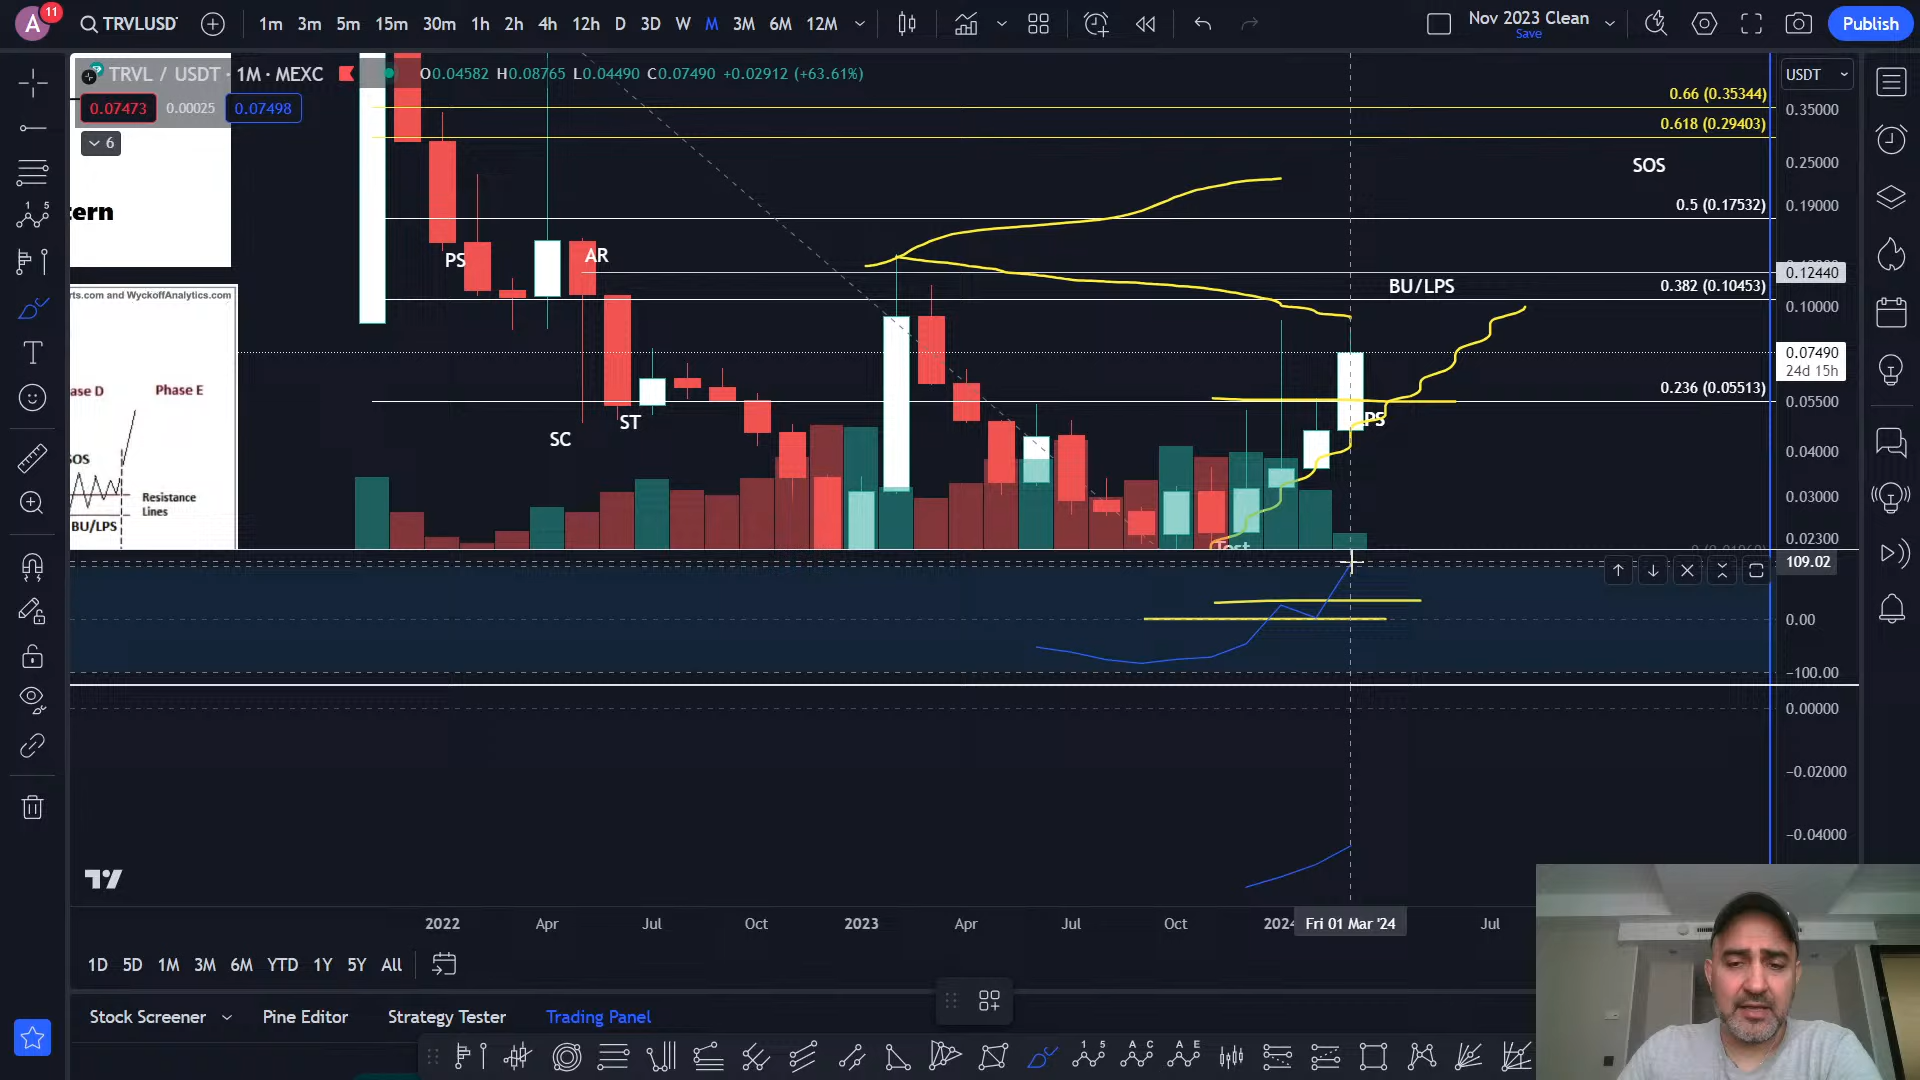 A
11
TRVLUSDT
1m 3m 5m 15m 30m 1h 2h 4h 12h D 3D W M 3M 6M 12M
Nov 2023 Clean
Save
Publish
TRVL / USDT · 1M · MEXC
O0.04582 H0.08765 L0.04490 C0.07490 +0.02912 (+63.61%)
0.07473 0.00025 0.07498
6
USDT
0.66 (0.35344)
0.35000
0.618 (0.29403)
SOS
0.25000
0.5 (0.17532)
0.19000
tern
PS
AR
0.12440
BU/LPS
0.382 (0.10453)
0.10000
rts.com and WyckoffAnalytics.com
0.07490
24d 15h
ase D Phase E
0.236 (0.05513)
0.05500
SC
ST
PS
0.04000
SOS
Resistance
Lines
BU/LPS
0.03000
0.02300
Test
109.02
0.00
−100.00
0.00000
−0.02000
−0.04000
2022 Apr Jul Oct 2023 Apr Jul Oct 2024 Fri 01 Mar '24 Jul
1D 5D 1M 3M 6M YTD 1Y 5Y All
Stock Screener Pine Editor Strategy Tester Trading Panel